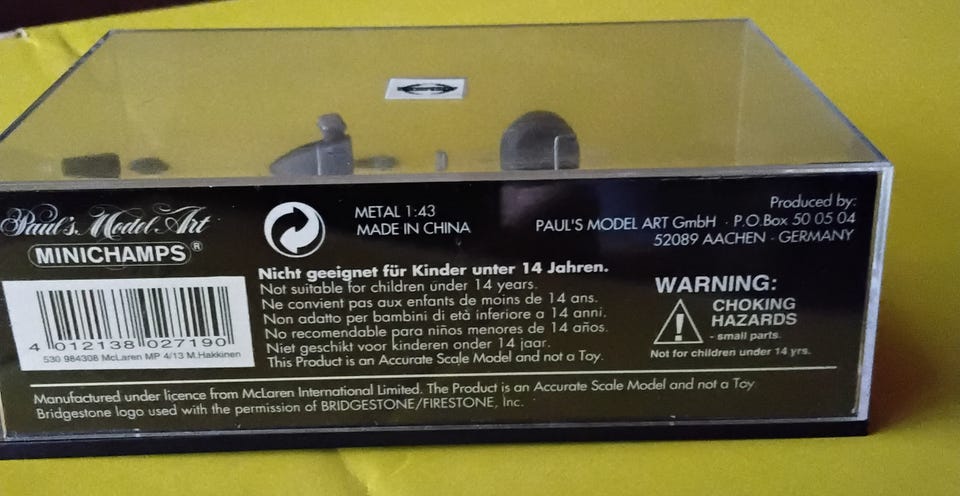 Paul's Model Art
MINICHAMPS®
4 012138 027190
530 984308 McLaren MP 4/13 M.Hakkinen
METAL 1:43
MADE IN CHINA
Produced by:
PAUL'S MODEL ART GmbH · P.O.Box 50 05 04
52089 AACHEN · GERMANY
Nicht geeignet für Kinder unter 14 Jahren.
Not suitable for children under 14 years.
Ne convient pas aux enfants de moins de 14 ans.
Non adatto per bambini di età inferiore a 14 anni.
No recomendable para niños menores de 14 años.
Niet geschikt voor kinderen onder 14 jaar.
This Product is an Accurate Scale Model and not a Toy.
WARNING:
CHOKING
HAZARDS
- small parts.
Not for children under 14 yrs.
Manufactured under licence from McLaren International Limited. The Product is an Accurate Scale Model and not a Toy
Bridgestone logo used with the permission of BRIDGESTONE/FIRESTONE, Inc.